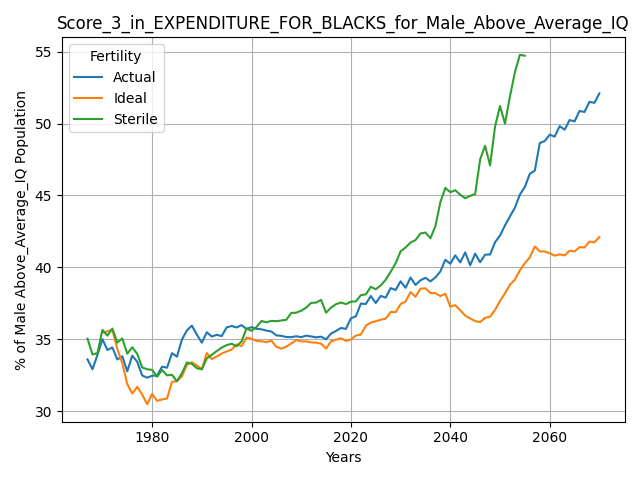 Score_3_in_EXPENDITURE_FOR_BLACKS_for_Male_Above_Average_IQ
Fertility
Actual
Ideal
Sterile
% of Male Above_Average_IQ Population
55
50
45
40
35
30
1980
2000
2020
2040
2060
Years